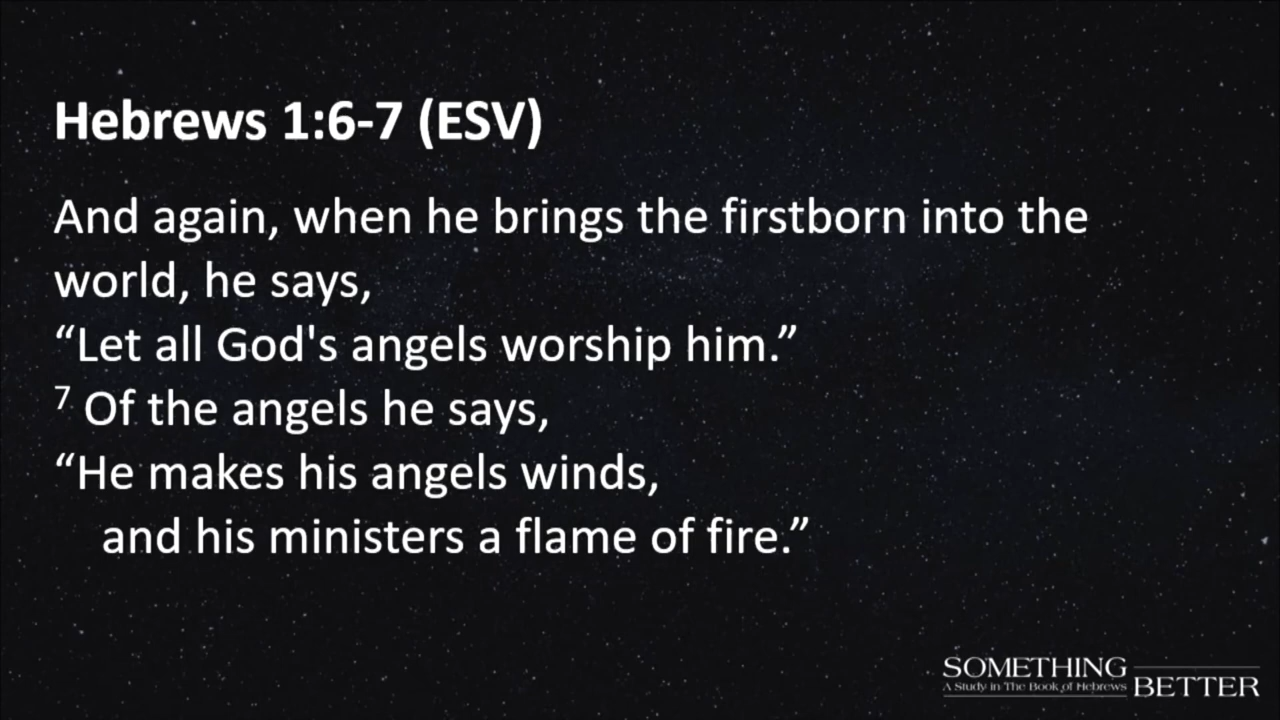 Hebrews 1:6-7 (ESV)
And again, when he brings the firstborn into the
world, he says,
“Let all God's angels worship him.”
7 Of the angels he says,
“He makes his angels winds,
and his ministers a flame of fire.”
SOMETHING
A Study in The Book of Hebrews BETTER